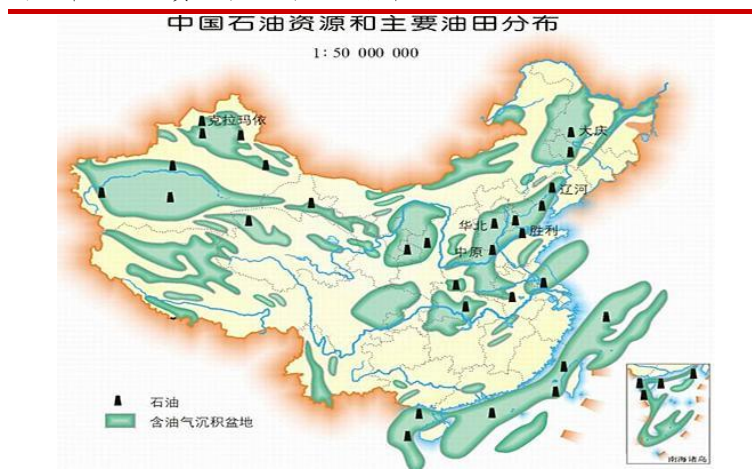 中国石油资源和主要油田分布
1: 50 000 000
克拉玛依
大庆
辽河
华北
胜利
中原
石油
含油气沉积盆地
南海诸岛